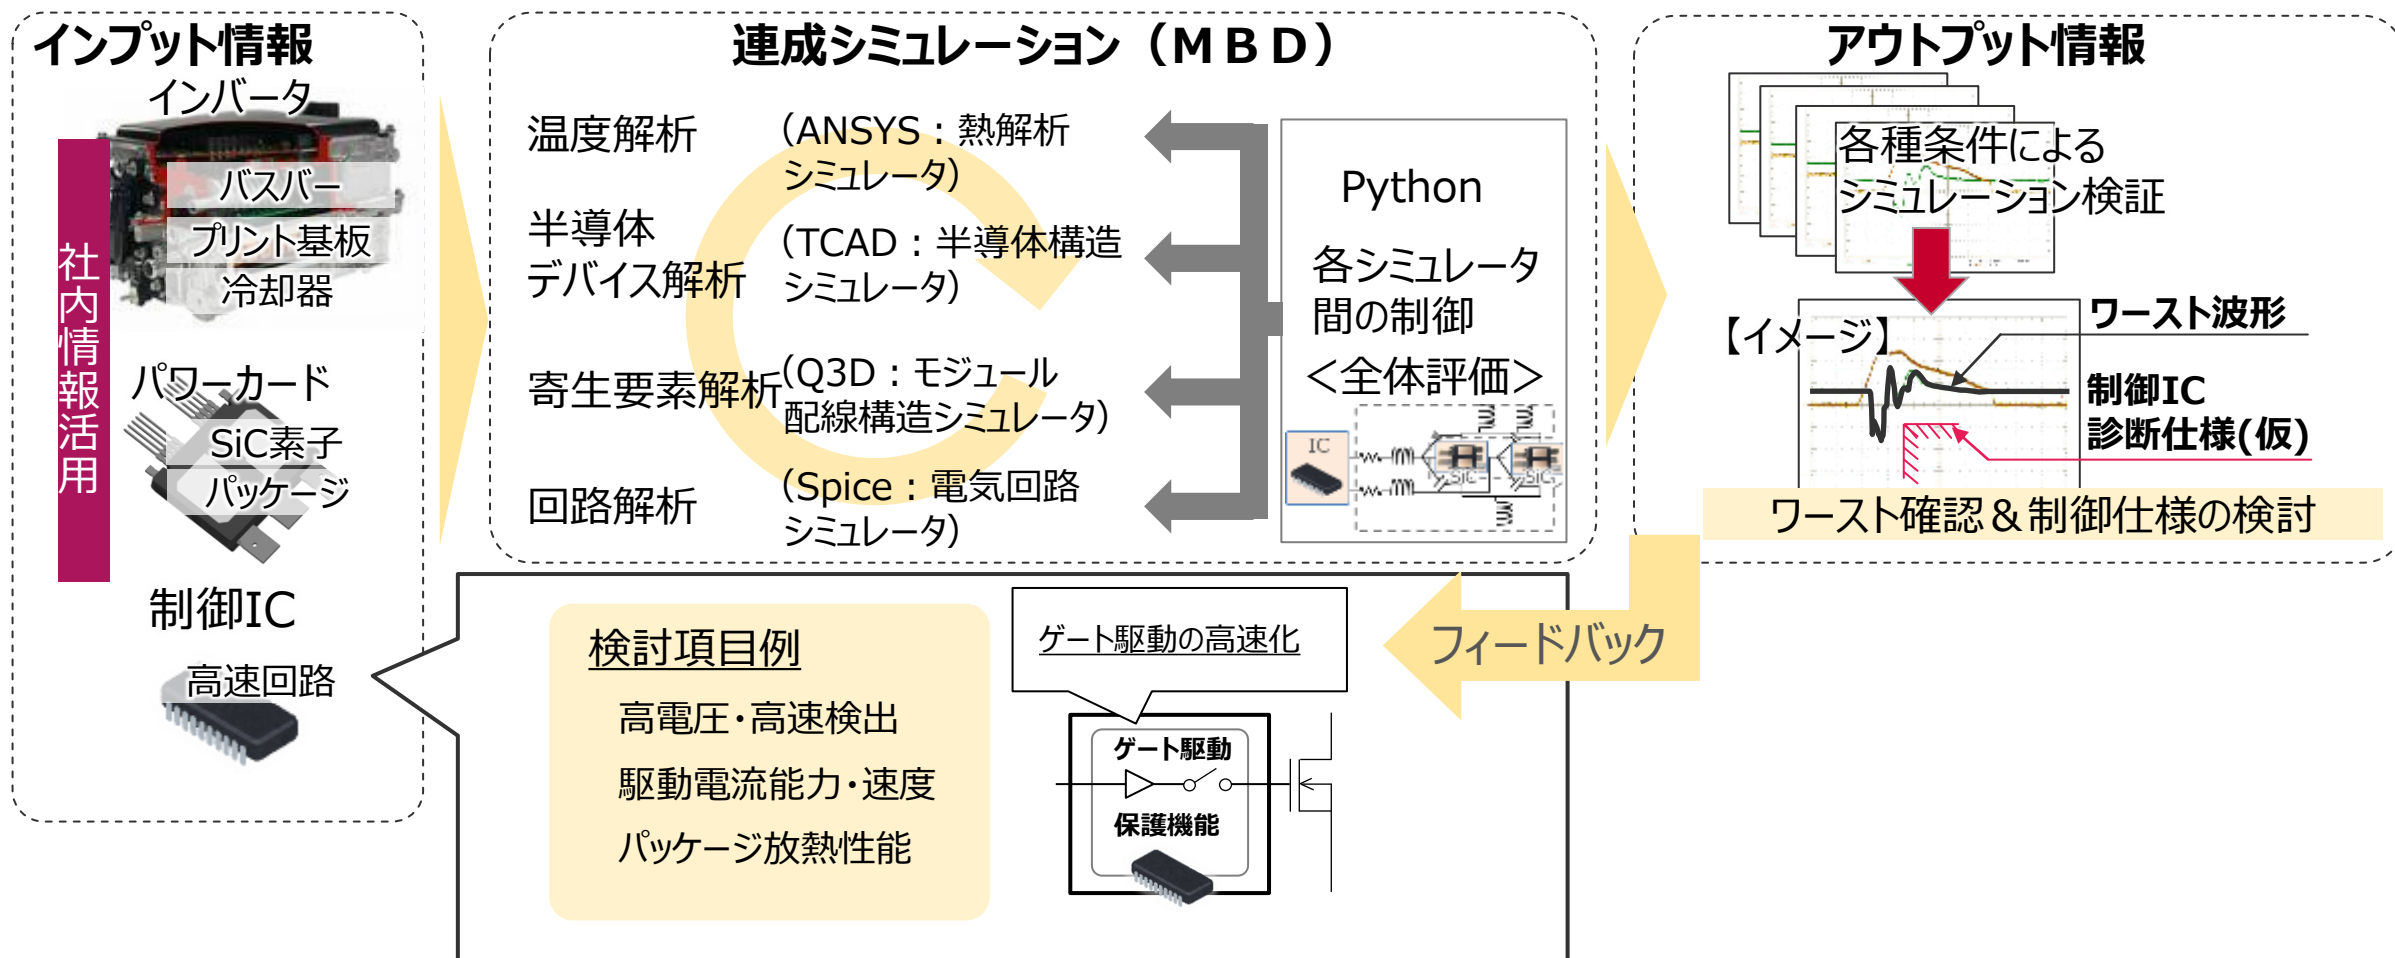 インプット情報
インバータ
バスバー
プリント基板
冷却器
社内情報活用
パワーカード
SiC素子
パッケージ
制御IC
高速回路
連成シミュレーション（ＭＢＤ）
温度解析
（ANSYS：熱解析
シミュレータ）
半導体
デバイス解析
（TCAD：半導体構造
シミュレータ）
寄生要素解析
（Q3D：モジュール
配線構造シミュレータ）
回路解析
（Spice：電気回路
シミュレータ）
Python
各シミュレータ
間の制御
＜全体評価＞
IC
SiC
SiC
アウトプット情報
各種条件による
シミュレーション検証
【イメージ】
ワースト波形
制御IC
診断仕様(仮)
ワースト確認＆制御仕様の検討
フィードバック
検討項目例
高電圧・高速検出
駆動電流能力・速度
パッケージ放熱性能
ゲート駆動の高速化
ゲート駆動
保護機能